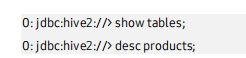 0: jdbc:hive2://> show tables;
0: jdbc:hive2://> desc products;